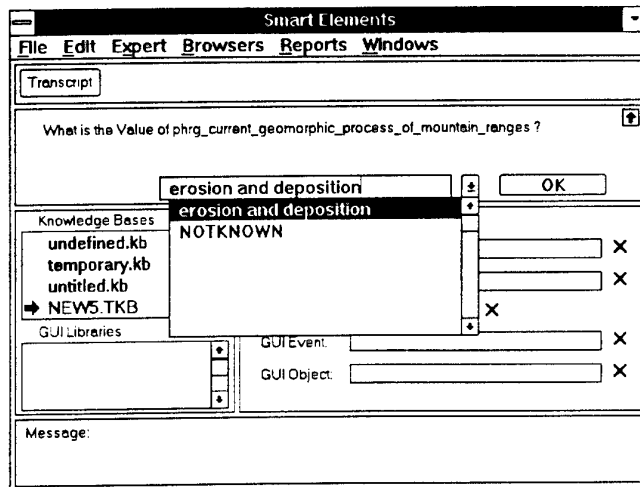 Smart Elements
File Edit Expert Browsers Reports Windows
Transcript
What is the Value of phrg_current_geomorphic_process_of_mountain_ranges ?
erosion and deposition
OK
erosion and deposition
NOTKNOWN
Knowledge Bases
undefined.kb
temporary.kb
untitled.kb
NEW5.TKB
GUI Libraries
GUI Event:
GUI Object:
Message: